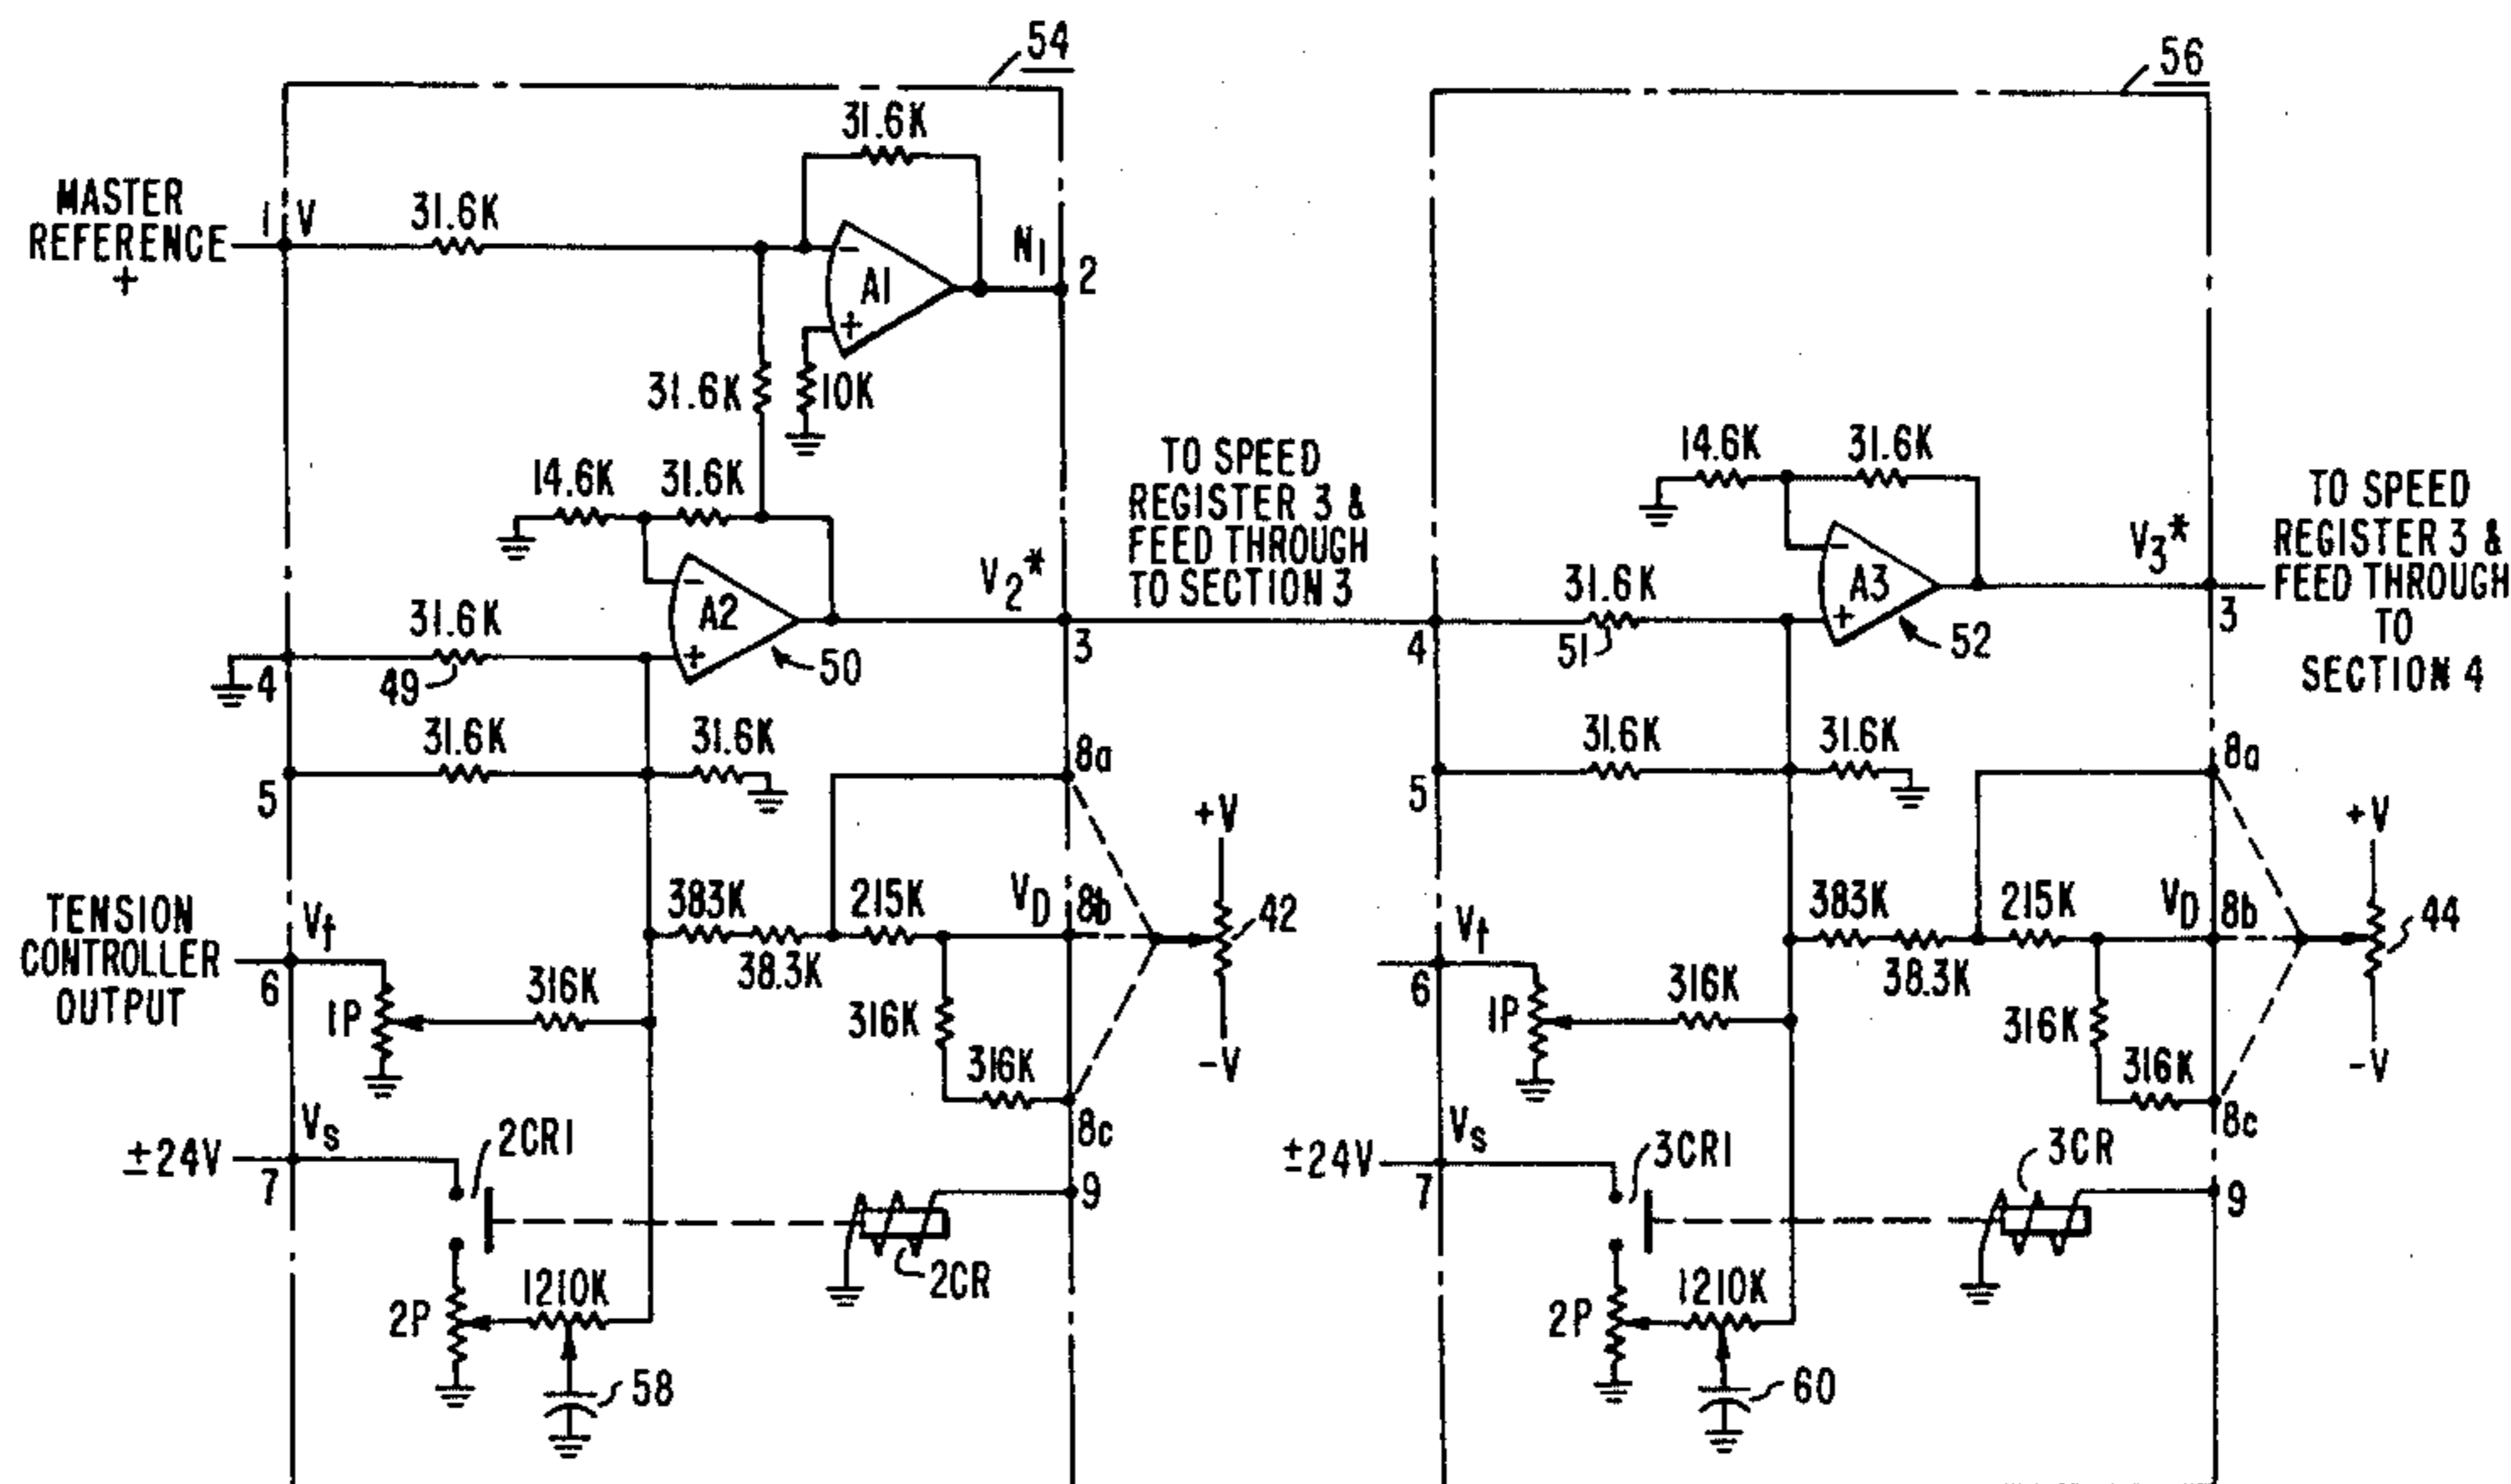 54
56
31.6K
MASTER
REFERENCE
+
1
V
31.6K
-
A1
+
N1
2
31.6K
10K
14.6K
31.6K
TO SPEED
REGISTER 3 &
FEED THROUGH
TO SECTION 3
14.6K
31.6K
TO SPEED
REGISTER 3 &
FEED THROUGH
TO
SECTION 4
-
A2
+
V2*
3
50
31.6K
49
4
-
A3
+
V3*
3
52
31.6K
51
4
31.6K
31.6K
5
8a
31.6K
31.6K
5
8a
+V
-V
42
+V
-V
44
383K
38.3K
215K
VD
8b
383K
38.3K
215K
VD
8b
TENSION
CONTROLLER
OUTPUT
Vf
6
1P
316K
316K
316K
8c
Vf
6
1P
316K
316K
316K
8c
±24V
Vs
7
2CR1
9
2CR
±24V
Vs
7
3CR1
3CR
9
2P
1210K
58
2P
1210K
60